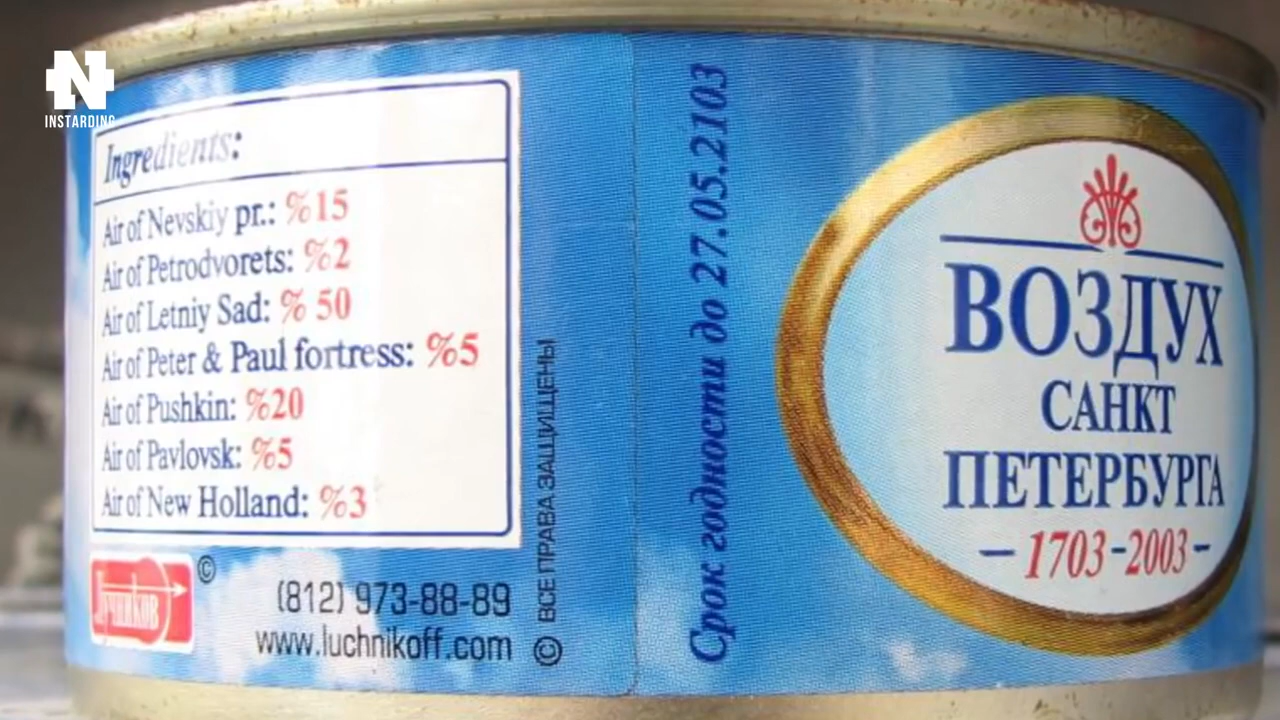 N
INSTARDING
Ingredients:
Air of Nevskiy pr.: %15
Air of Petrodvorets: %2
Air of Letniy Sad: % 50
Air of Peter & Paul fortress: %5
Air of Pushkin: %20
Air of Pavlovsk: %5
Air of New Holland: %3
Лучников ©
(812) 973-88-89
www.luchnikoff.com
© ВСЕ ПРАВА ЗАЩИЩЕНЫ
Срок годности до 27.05.2103
ВОЗДУХ
САНКТ
ПЕТЕРБУРГА
- 1703-2003 -